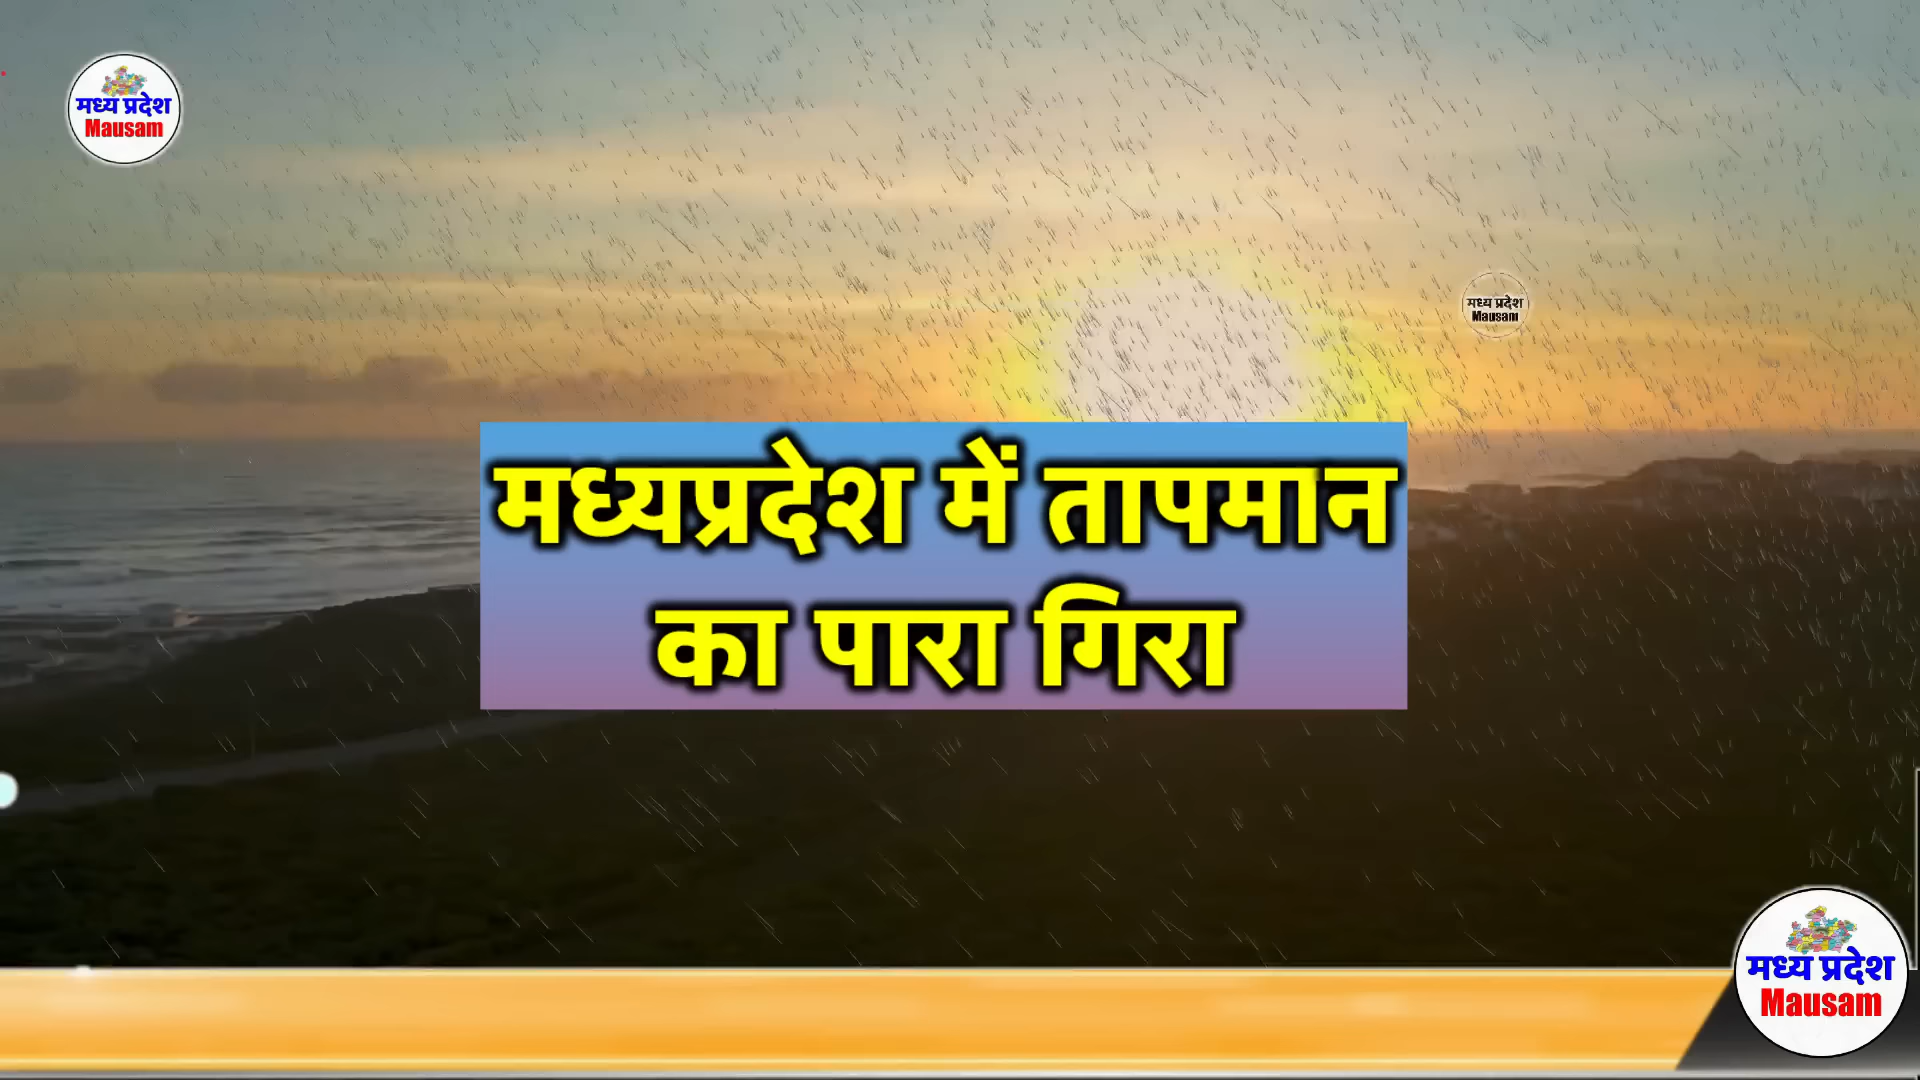 मध्य प्रदेश
Mausam
मध्य प्रदेश
Mausam
मध्यप्रदेश में तापमान
का पारा गिरा
मध्य प्रदेश
Mausam